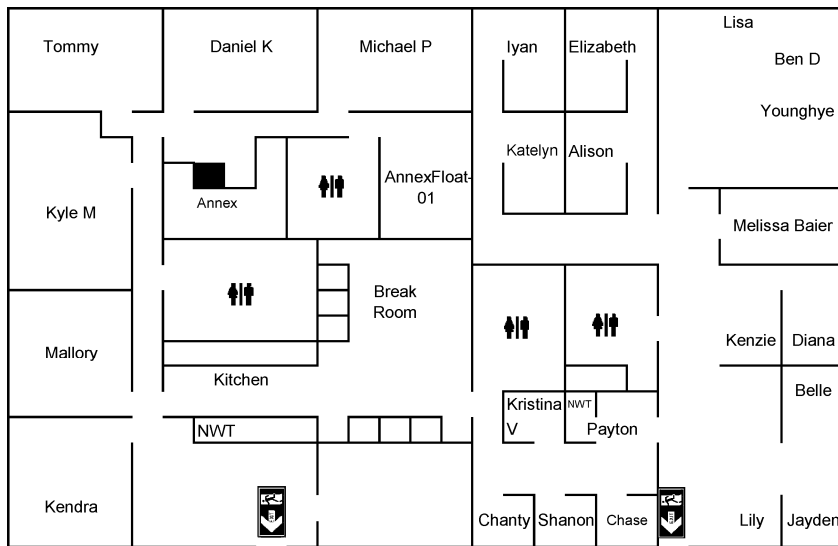 Lisa
Tommy
Daniel K
Michael P
Iyan
Elizabeth
Ben D
Younghye
Katelyn
Alison
AnnexFloat-
01
Annex
Kyle M
Melissa Baier
Break
Room
Kenzie
Diana
Mallory
Kitchen
Belle
Kristina
V
NWT
Payton
NWT
Kendra
Chanty
Shanon
Chase
Lily
Jayden